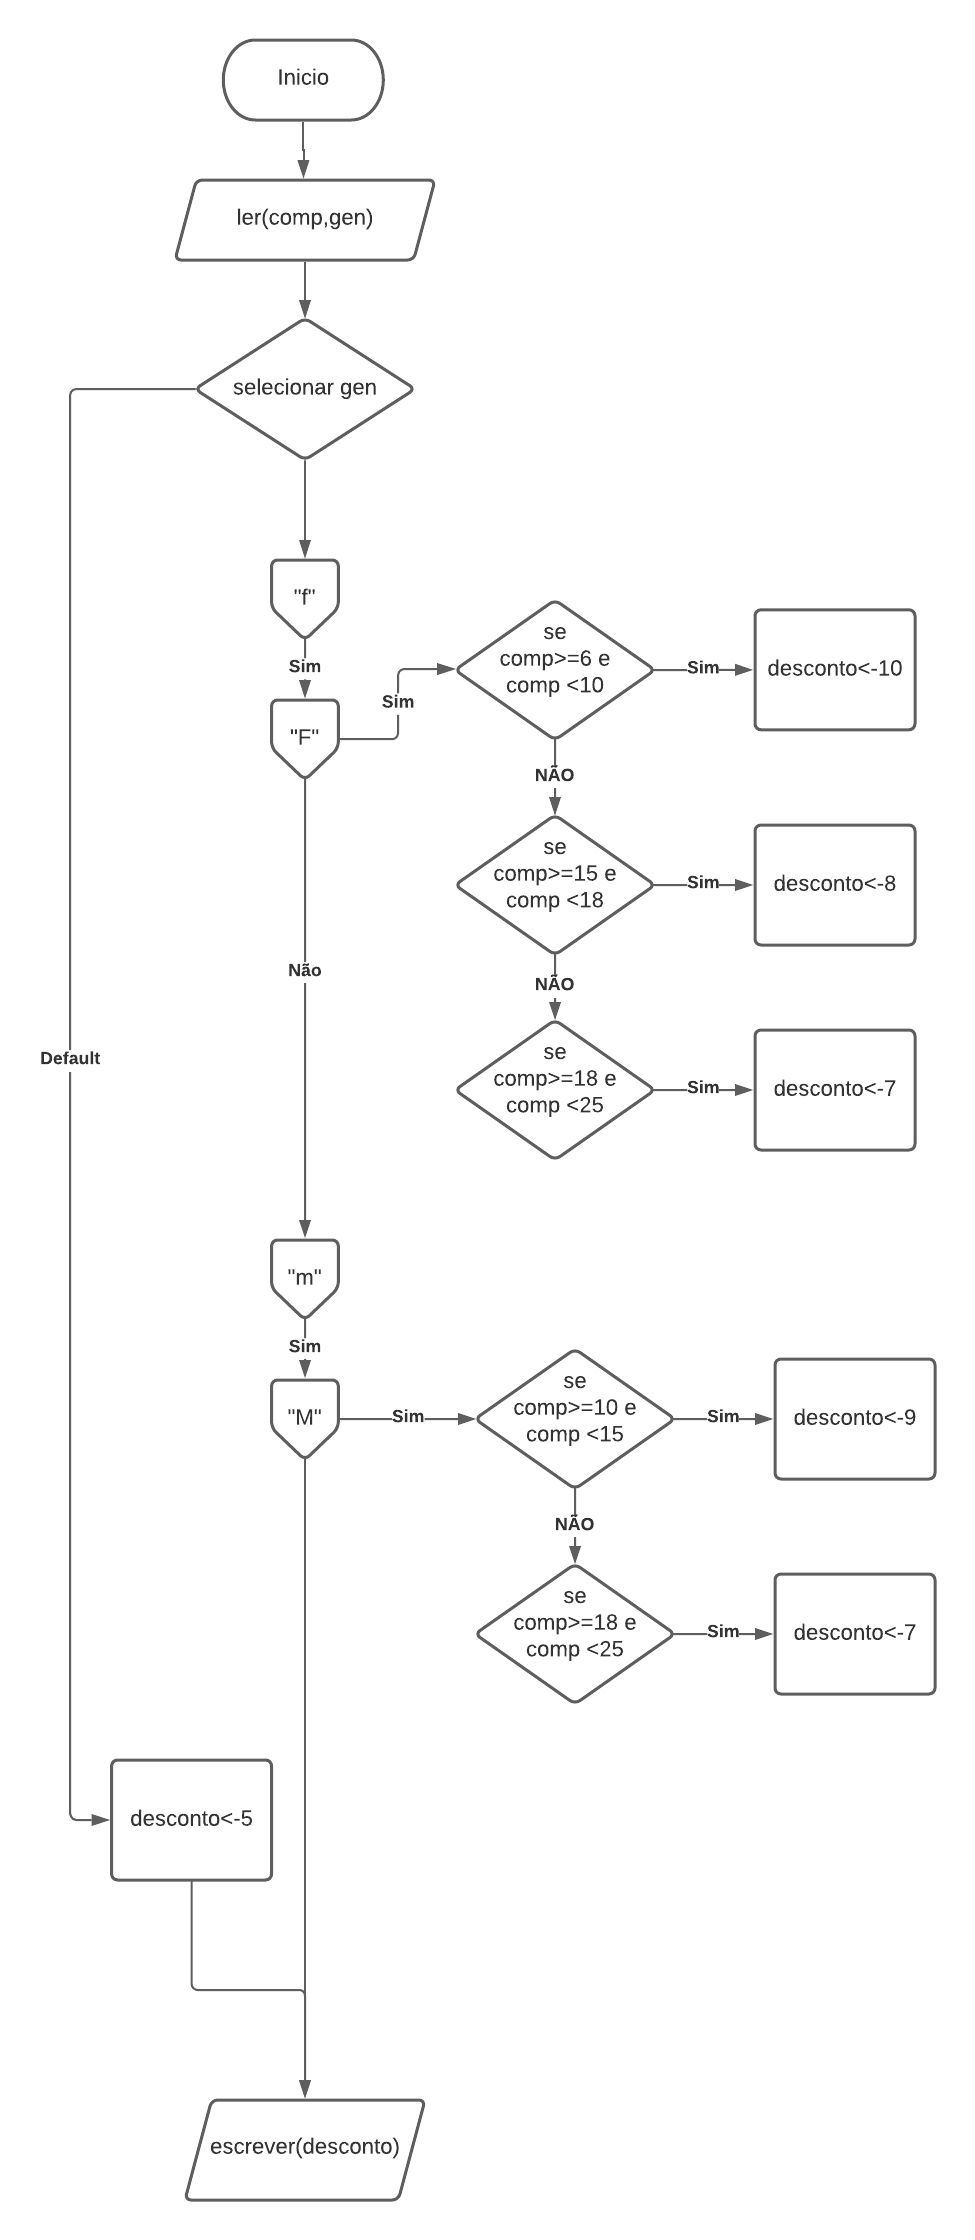 Inicio
ler(comp,gen)
selecionar gen
"f"
Sim
"F"
Sim
se
comp>=6 e
comp <10
Sim
desconto<-10
NÃO
se
comp>=15 e
comp <18
Sim
desconto<-8
NÃO
se
comp>=18 e
comp <25
Sim
desconto<-7
Não
Default
"m"
Sim
"M"
Sim
se
comp>=10 e
comp <15
Sim
desconto<-9
NÃO
se
comp>=18 e
comp <25
Sim
desconto<-7
desconto<-5
escrever(desconto)